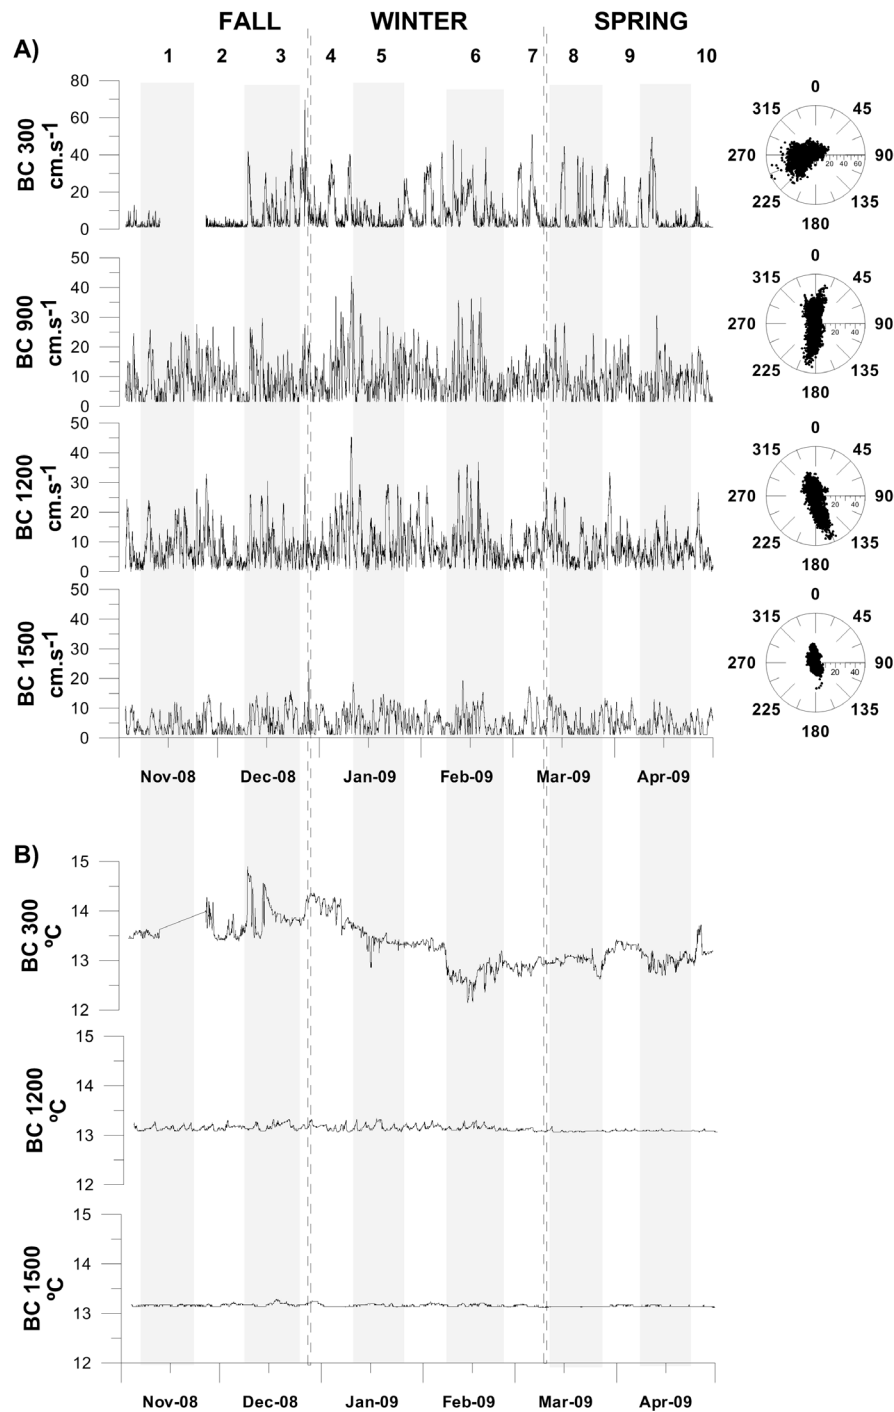 FALL WINTER SPRING
A)
1 2 3 4 5 6 7 8 9 10
BC 300
cm.s-1
80
60
40
20
0
0
315 45
270 20 40 60 90
225 135
180
BC 900
cm.s-1
50
40
30
20
10
0
0
315 45
270 20 40 90
225 135
180
BC 1200
cm.s-1
50
40
30
20
10
0
0
315 45
270 20 40 90
225 135
180
BC 1500
cm.s-1
50
40
30
20
10
0
0
315 45
270 20 40 90
225 135
180
Nov-08 Dec-08 Jan-09 Feb-09 Mar-09 Apr-09
B)
BC 300
ºC
15
14
13
12
BC 1200
ºC
15
14
13
12
BC 1500
ºC
15
14
13
12
Nov-08 Dec-08 Jan-09 Feb-09 Mar-09 Apr-09